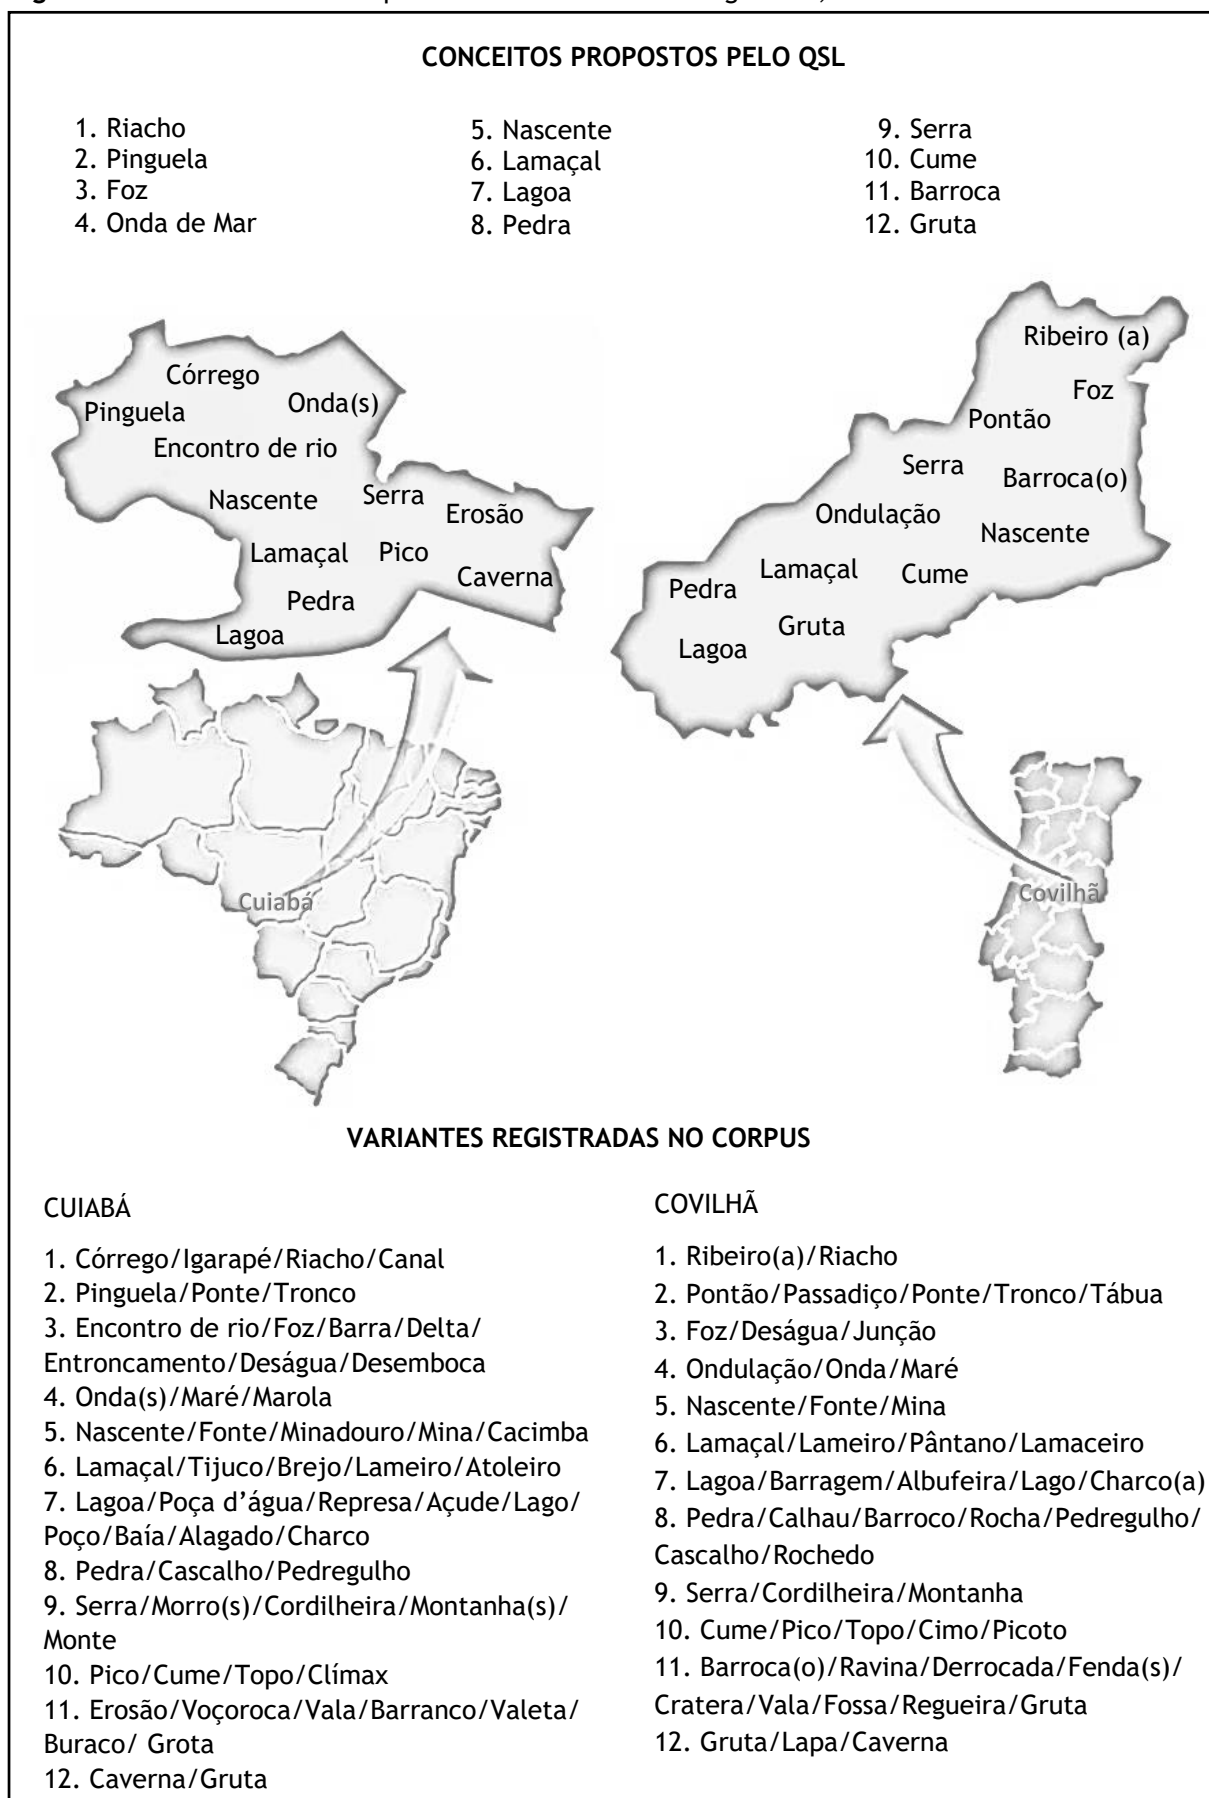 CONCEITOS PROPOSTOS PELO QSL
1. Riacho
2. Pinguela
3. Foz
4. Onda de Mar
5. Nascente
6. Lamaçal
7. Lagoa
8. Pedra
9. Serra
10. Cume
11. Barroca
12. Gruta
Córrego
Pinguela
Onda(s)
Encontro de rio
Nascente
Serra
Erosão
Lamaçal
Pico
Caverna
Pedra
Lagoa
Ribeiro (a)
Foz
Pontão
Serra
Barroca(o)
Ondulação
Nascente
Lamaçal
Cume
Pedra
Gruta
Lagoa
Cuiabá
Covilhã
VARIANTES REGISTRADAS NO CORPUS
CUIABÁ
1. Córrego/Igarapé/Riacho/Canal
2. Pinguela/Ponte/Tronco
3. Encontro de rio/Foz/Barra/Delta/
Entroncamento/Deságua/Desemboca
4. Onda(s)/Maré/Marola
5. Nascente/Fonte/Minadouro/Mina/Cacimba
6. Lamaçal/Tijuco/Brejo/Lameiro/Atoleiro
7. Lagoa/Poça d’água/Represa/Açude/Lago/
Poço/Baía/Alagado/Charco
8. Pedra/Cascalho/Pedregulho
9. Serra/Morro(s)/Cordilheira/Montanha(s)/
Monte
10. Pico/Cume/Topo/Clímax
11. Erosão/Voçoroca/Vala/Barranco/Valeta/
Buraco/ Grota
12. Caverna/Gruta
COVILHÃ
1. Ribeiro(a)/Riacho
2. Pontão/Passadiço/Ponte/Tronco/Tábua
3. Foz/Deságua/Junção
4. Ondulação/Onda/Maré
5. Nascente/Fonte/Mina
6. Lamaçal/Lameiro/Pântano/Lamaceiro
7. Lagoa/Barragem/Albufeira/Lago/Charco(a)
8. Pedra/Calhau/Barroco/Rocha/Pedregulho/
Cascalho/Rochedo
9. Serra/Cordilheira/Montanha
10. Cume/Pico/Topo/Cimo/Picoto
11. Barroca(o)/Ravina/Derrocada/Fenda(s)/
Cratera/Vala/Fossa/Regueira/Gruta
12. Gruta/Lapa/Caverna